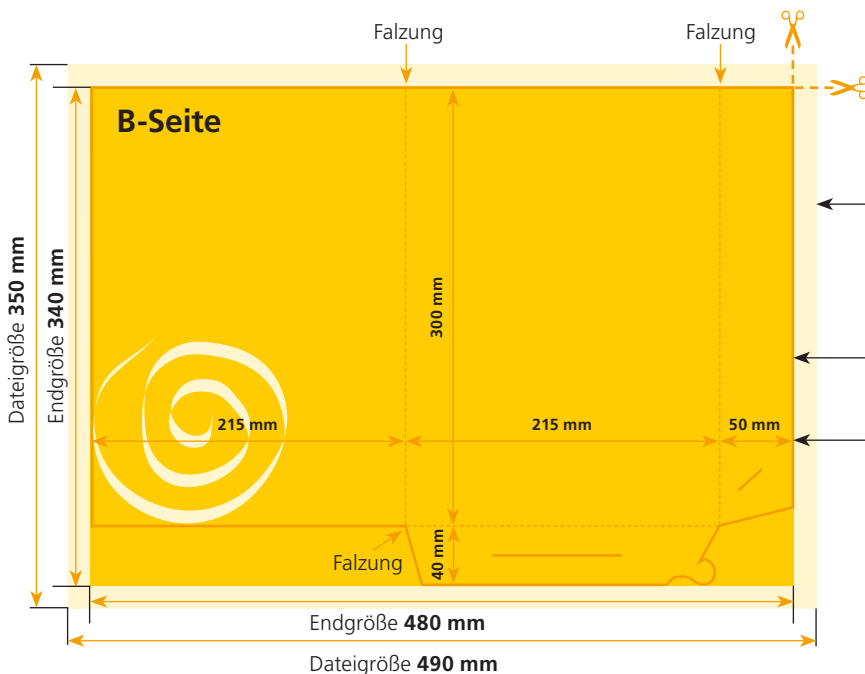 Falzung
Falzung
B-Seite
Dateigröße 350 mm
Endgröße 340 mm
300 mm
215 mm
215 mm
50 mm
40 mm
Falzung
Endgröße 480 mm
Dateigröße 490 mm